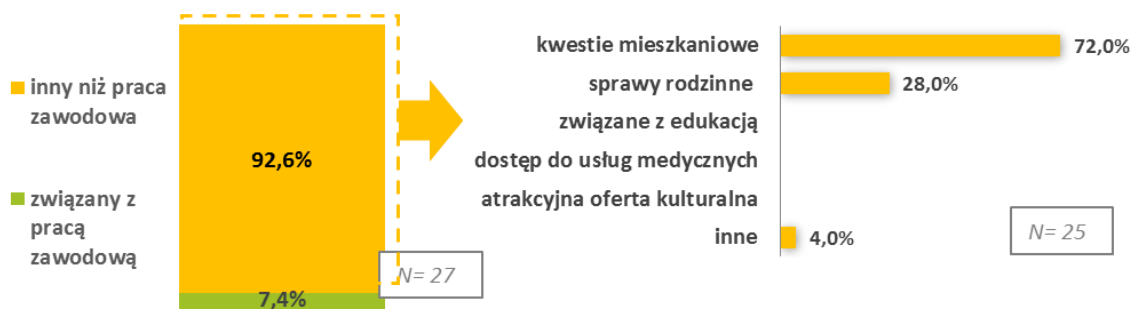 inny niż praca
zawodowa
92,6%
związany z
pracą
zawodową
7,4%
N= 27
kwestie mieszkaniowe
72,0%
sprawy rodzinne
28,0%
związane z edukacją
dostęp do usług medycznych
atrakcyjna oferta kulturalna
inne
4,0%
N= 25